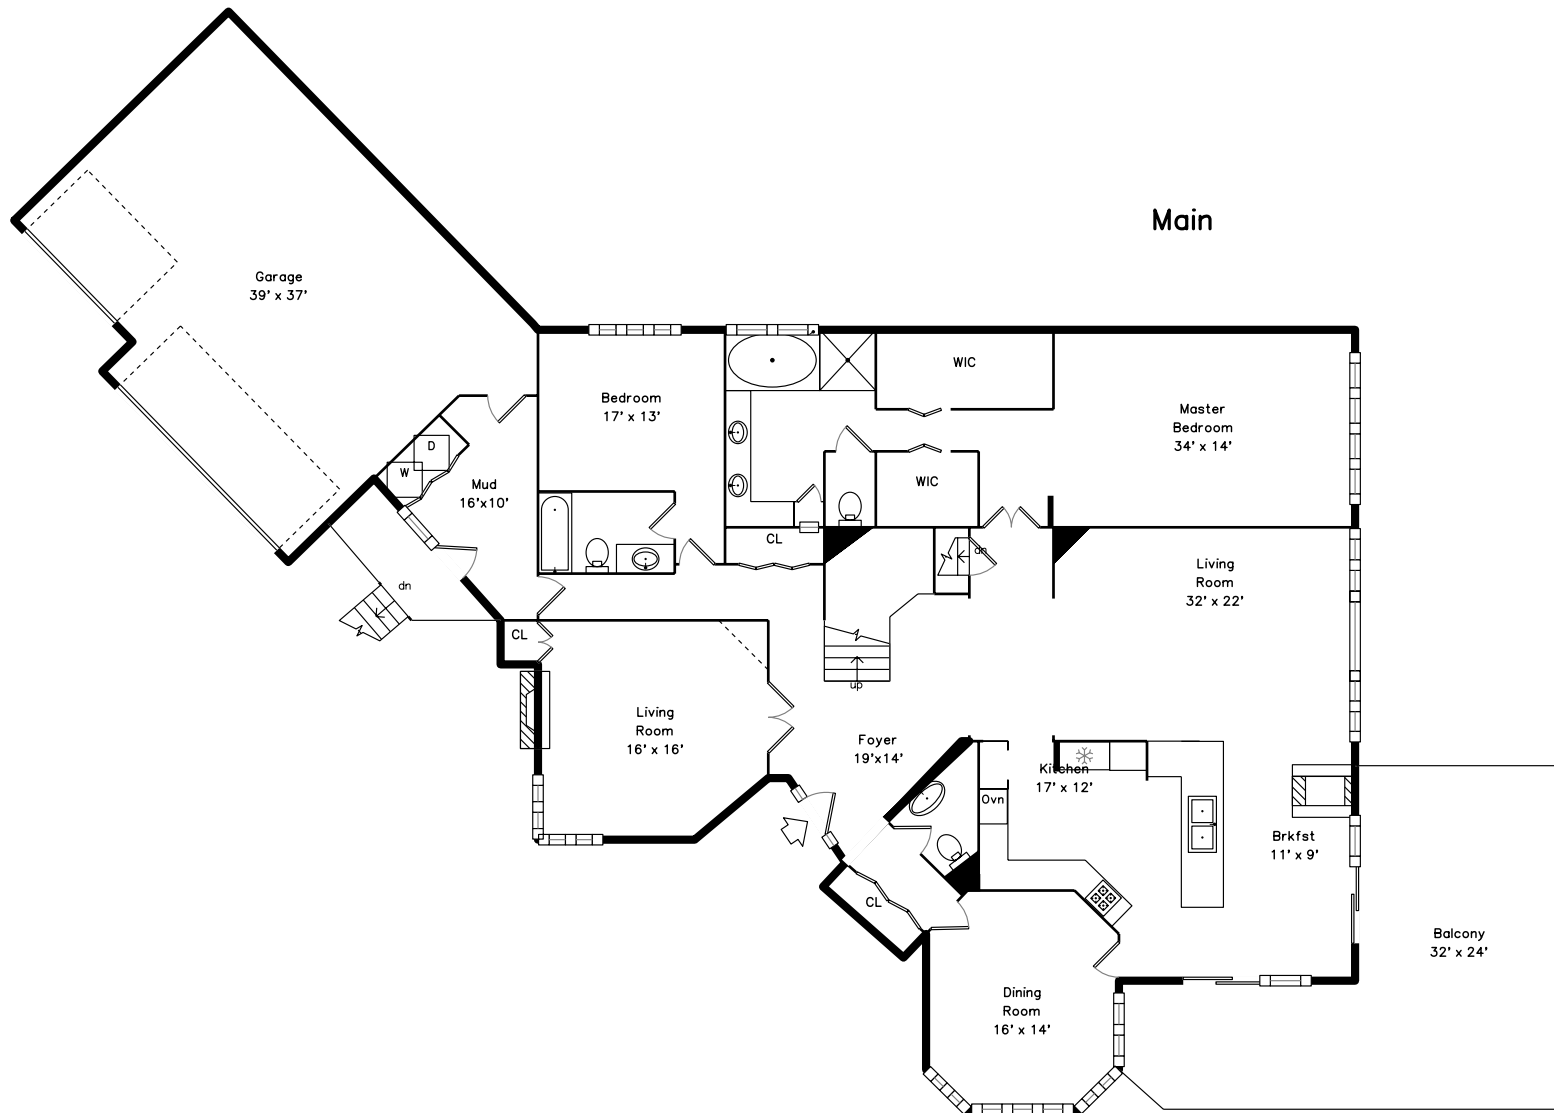 Main
Garage
39' x 37'
WIC
Bedroom
17' x 13'
Master
Bedroom
34' x 14'
D
W
Mud
16'x10'
WIC
CL
dn
Living
Room
32' x 22'
dn
CL
up
Living
Room
16' x 16'
Foyer
19'x14'
Kitchen
17' x 12'
Ovn
Brkfst
11' x 9'
CL
Balcony
32' x 24'
Dining
Room
16' x 14'